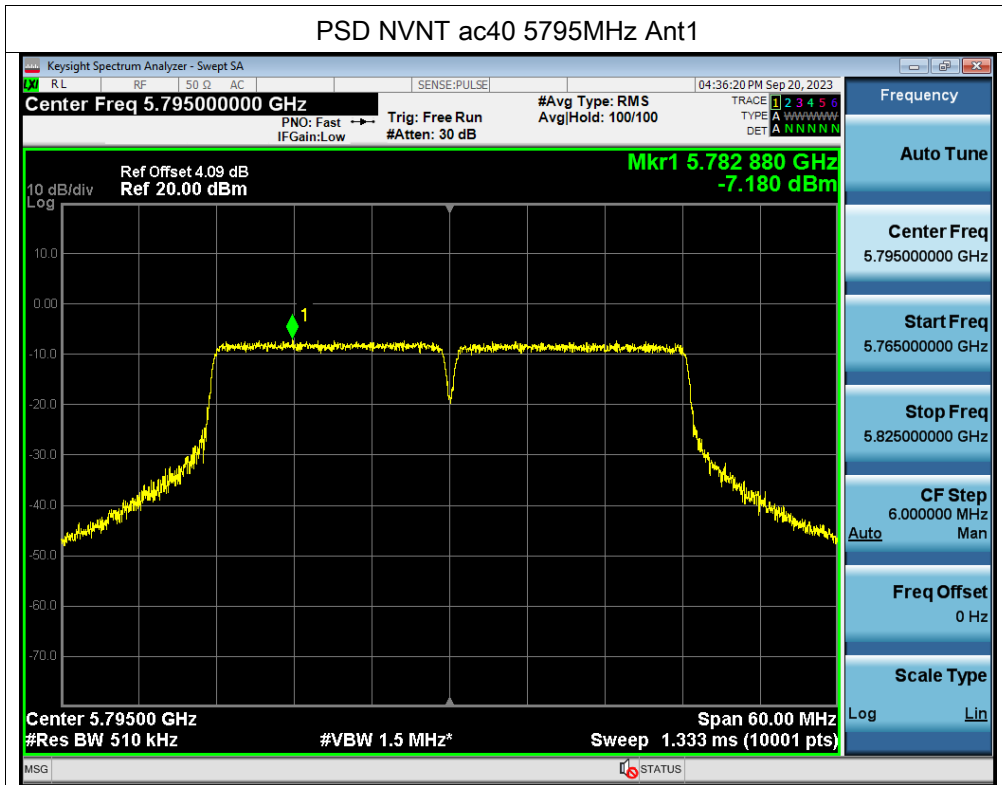 PSD NVNT ac40 5795MHz Ant1
Keysight Spectrum Analyzer - Swept SA
LXI RL RF 50 Ω AC SENSE:PULSE 04:36:20 PM Sep 20, 2023
Center Freq 5.795000000 GHz
PNO: Fast
IFGain:Low
Trig: Free Run
#Atten: 30 dB
#Avg Type: RMS
Avg|Hold: 100/100
TRACE 1 2 3 4 5 6
TYPE A WWWWW
DET A N N N N N
Mkr1 5.782 880 GHz
-7.180 dBm
Ref Offset 4.09 dB
10 dB/div Ref 20.00 dBm
Log
10.0
0.00
-10.0
-20.0
-30.0
-40.0
-50.0
-60.0
-70.0
1
Center 5.79500 GHz Span 60.00 MHz
#Res BW 510 kHz #VBW 1.5 MHz* Sweep 1.333 ms (10001 pts)
MSG STATUS
Frequency
Auto Tune
Center Freq
5.795000000 GHz
Start Freq
5.765000000 GHz
Stop Freq
5.825000000 GHz
CF Step
6.000000 MHz
Auto Man
Freq Offset
0 Hz
Scale Type
Log Lin